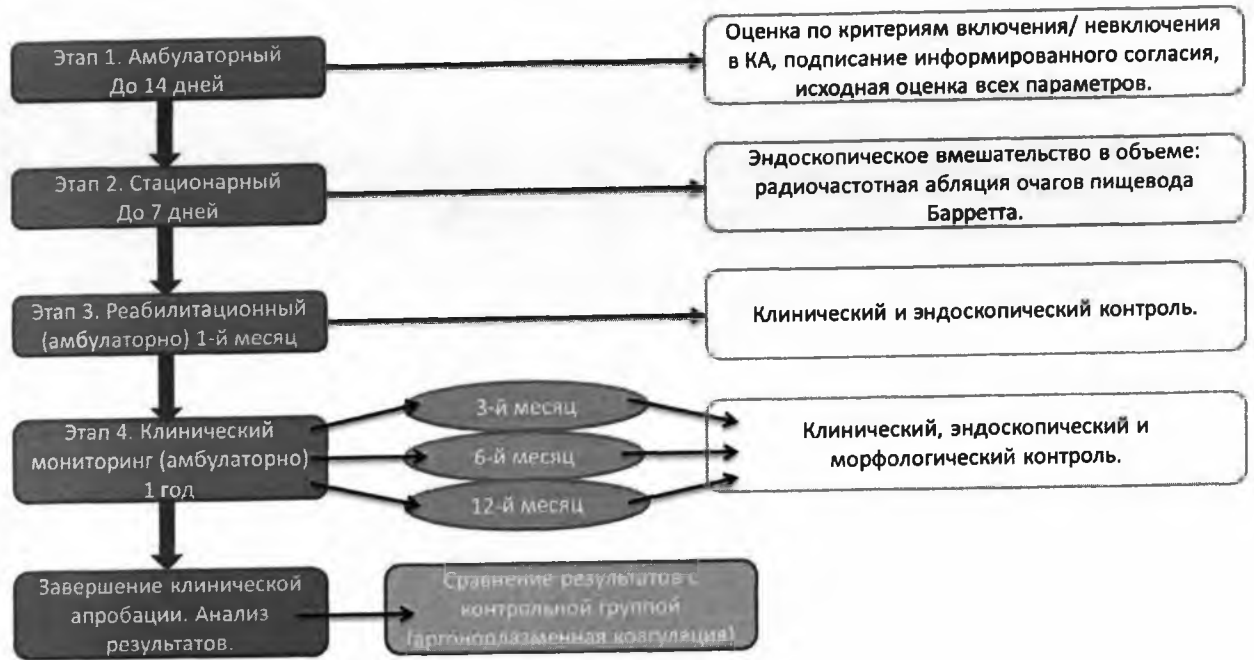 Этап 1. Амбулаторный
До 14 дней
Оценка по критериям включения/ невключения
в КА, подписание информированного согласия,
исходная оценка всех параметров.
Этап 2. Стационарный
До 7 дней
Эндоскопическое вмешательство в объеме:
радиочастотная абляция очагов пищевода
Барретта.
Этап 3. Реабилитационный
(амбулаторно) 1-й месяц
Клинический и эндоскопический контроль.
Этап 4. Клинический
мониторинг (амбулаторно)
1 год
3-й месяц
6-й месяц
12-й месяц
Клинический, эндоскопический и
морфологический контроль.
Завершение клинической
апробации. Анализ
результатов.
Сравнение результатов с
контрольной группой
(аргоноплазменная коагуляция)